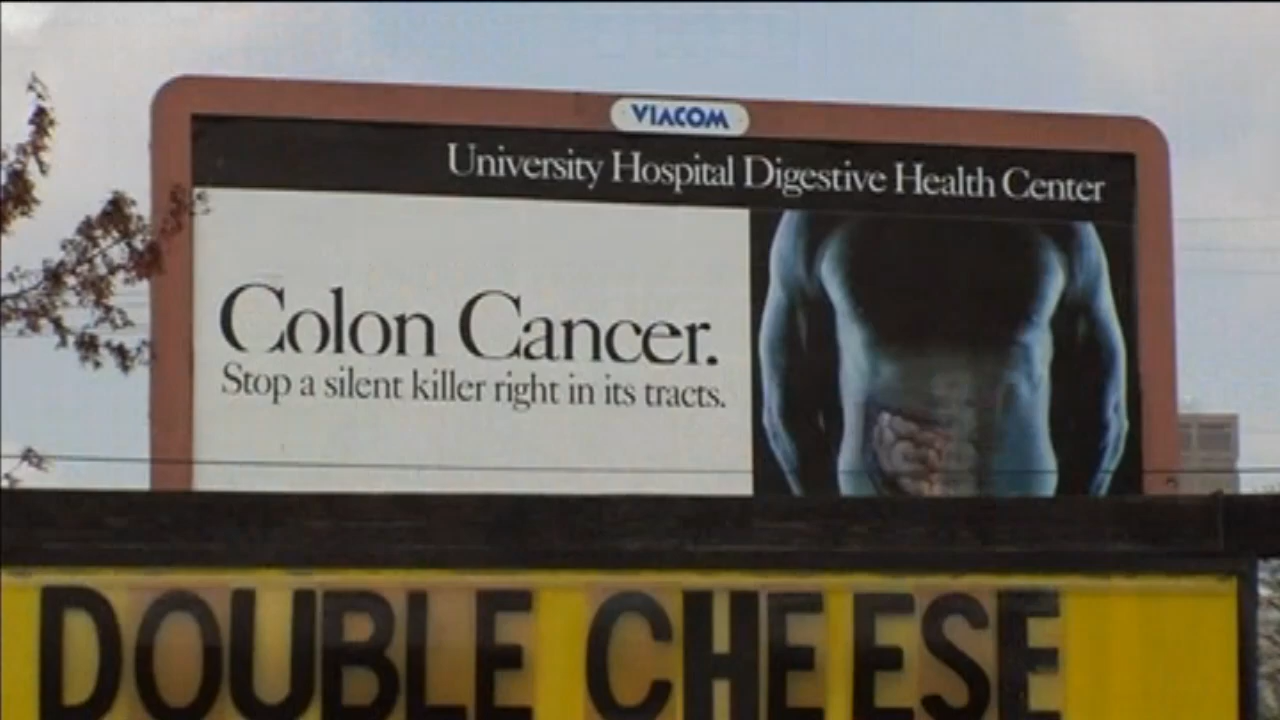 VIACOM
University Hospital Digestive Health Center
Colon Cancer.
Stop a silent killer right in its tracts.
DOUBLE CHEESE